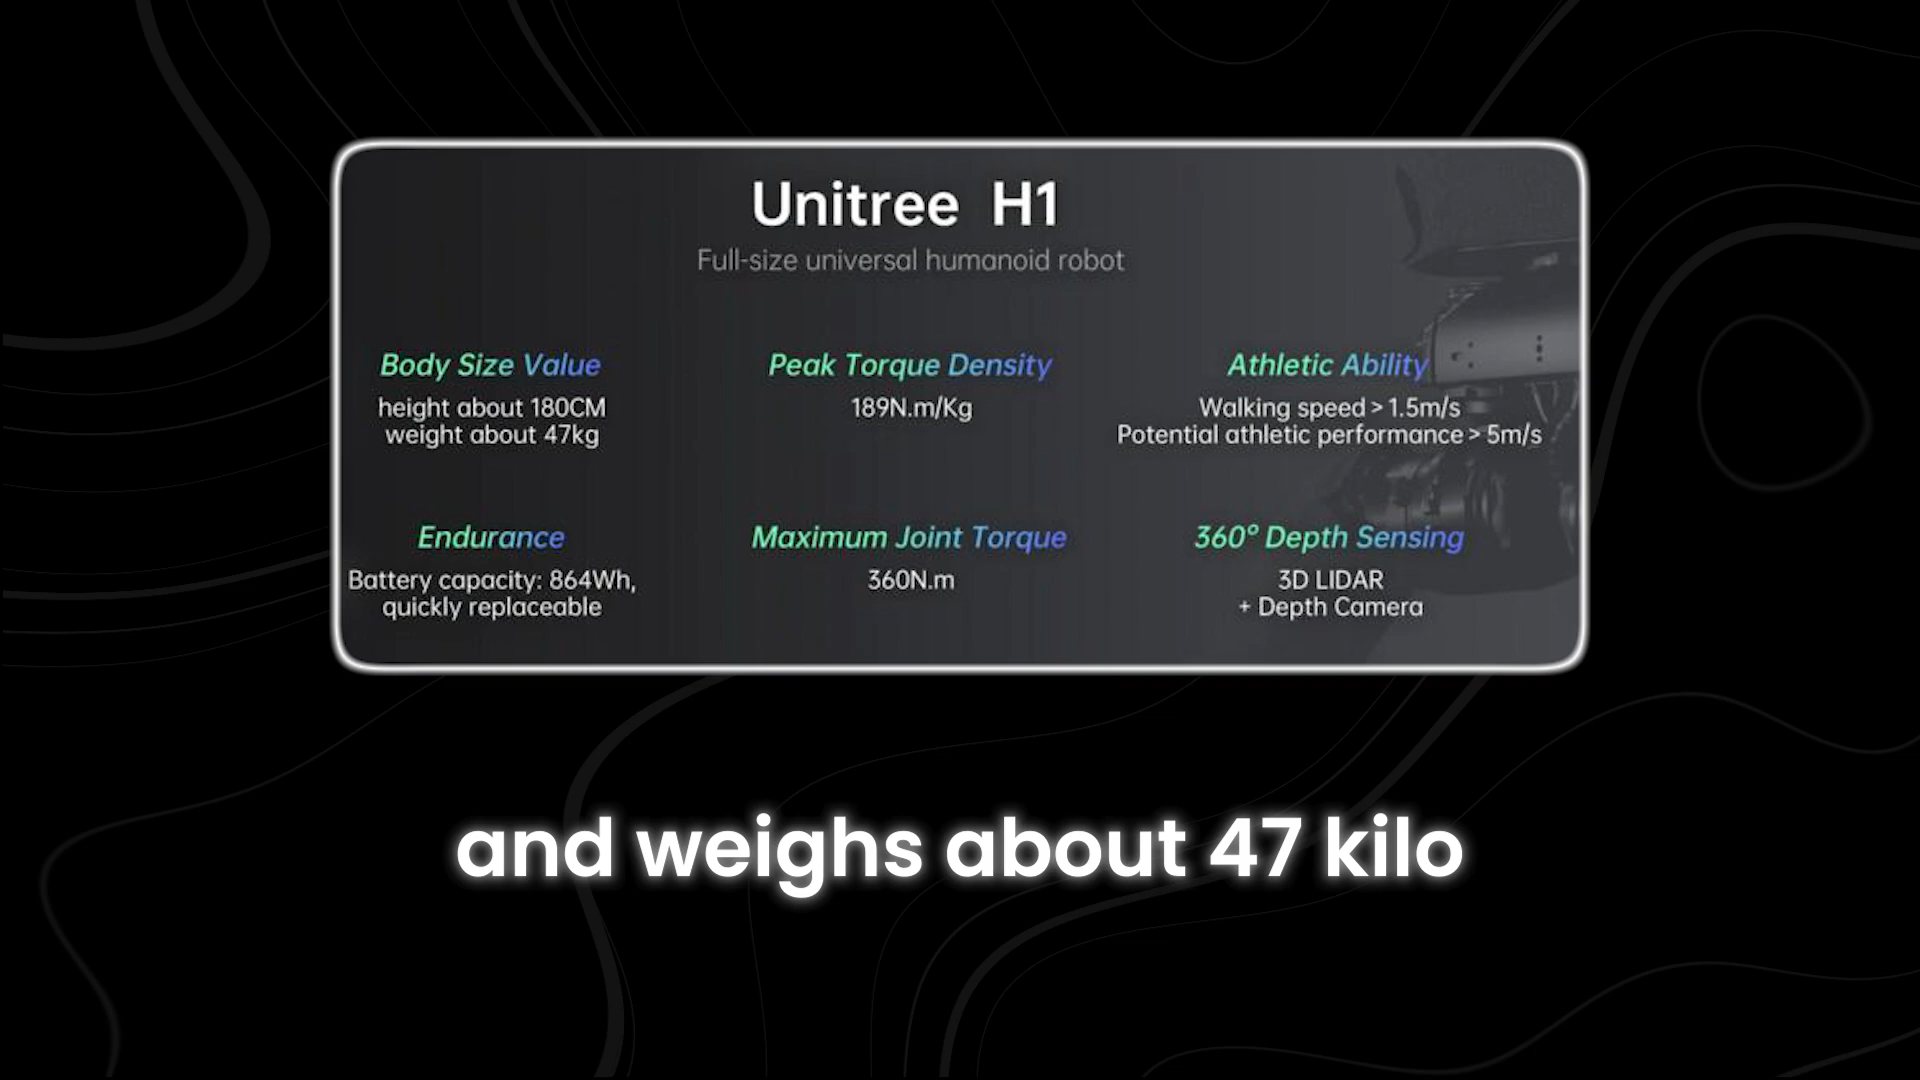 Unitree H1
Full-size universal humanoid robot
Body Size Value
height about 180CM
weight about 47kg
Peak Torque Density
189N.m/Kg
Athletic Ability
Walking speed > 1.5m/s
Potential athletic performance > 5m/s
Endurance
Battery capacity: 864Wh,
quickly replaceable
Maximum Joint Torque
360N.m
360° Depth Sensing
3D LIDAR
+ Depth Camera
and weighs about 47 kilo